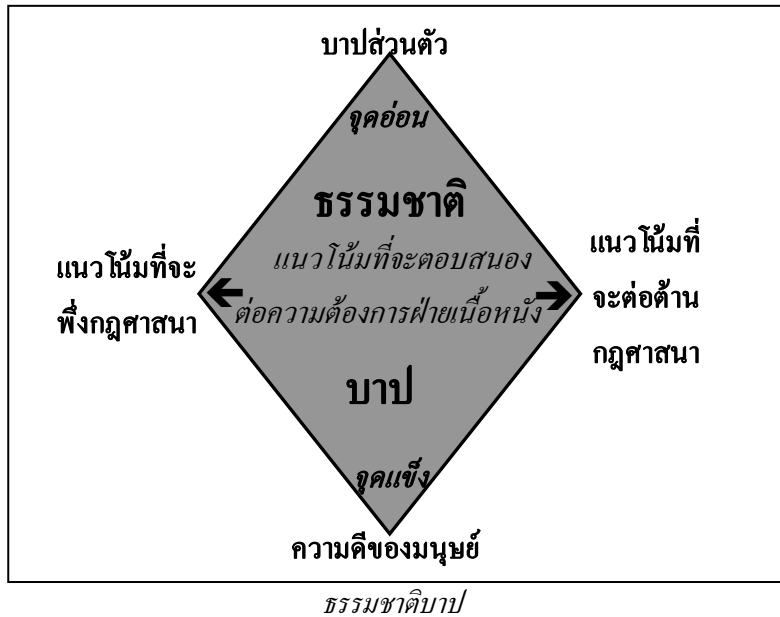 บาปส่วนตัว
จุดอ่อน
ธรรมชาติ
แนวโน้มที่จะตอบสนอง
ต่อความต้องการฝ่ายเนื้อหนัง
แนวโน้มที่จะ
พึ่งกฎศาสนา
แนวโน้มที่
จะต่อต้าน
กฎศาสนา
บาป
จุดแข็ง
ความดีของมนุษย์
ธรรมชาติบาป